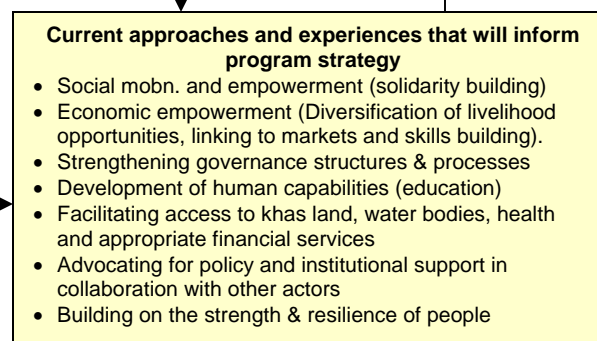 Current approaches and experiences that will inform
program strategy
• Social mobn. and empowerment (solidarity building)
• Economic empowerment (Diversification of livelihood
opportunities, linking to markets and skills building).
• Strengthening governance structures & processes
• Development of human capabilities (education)
• Facilitating access to khas land, water bodies, health
and appropriate financial services
• Advocating for policy and institutional support in
collaboration with other actors
• Building on the strength & resilience of people